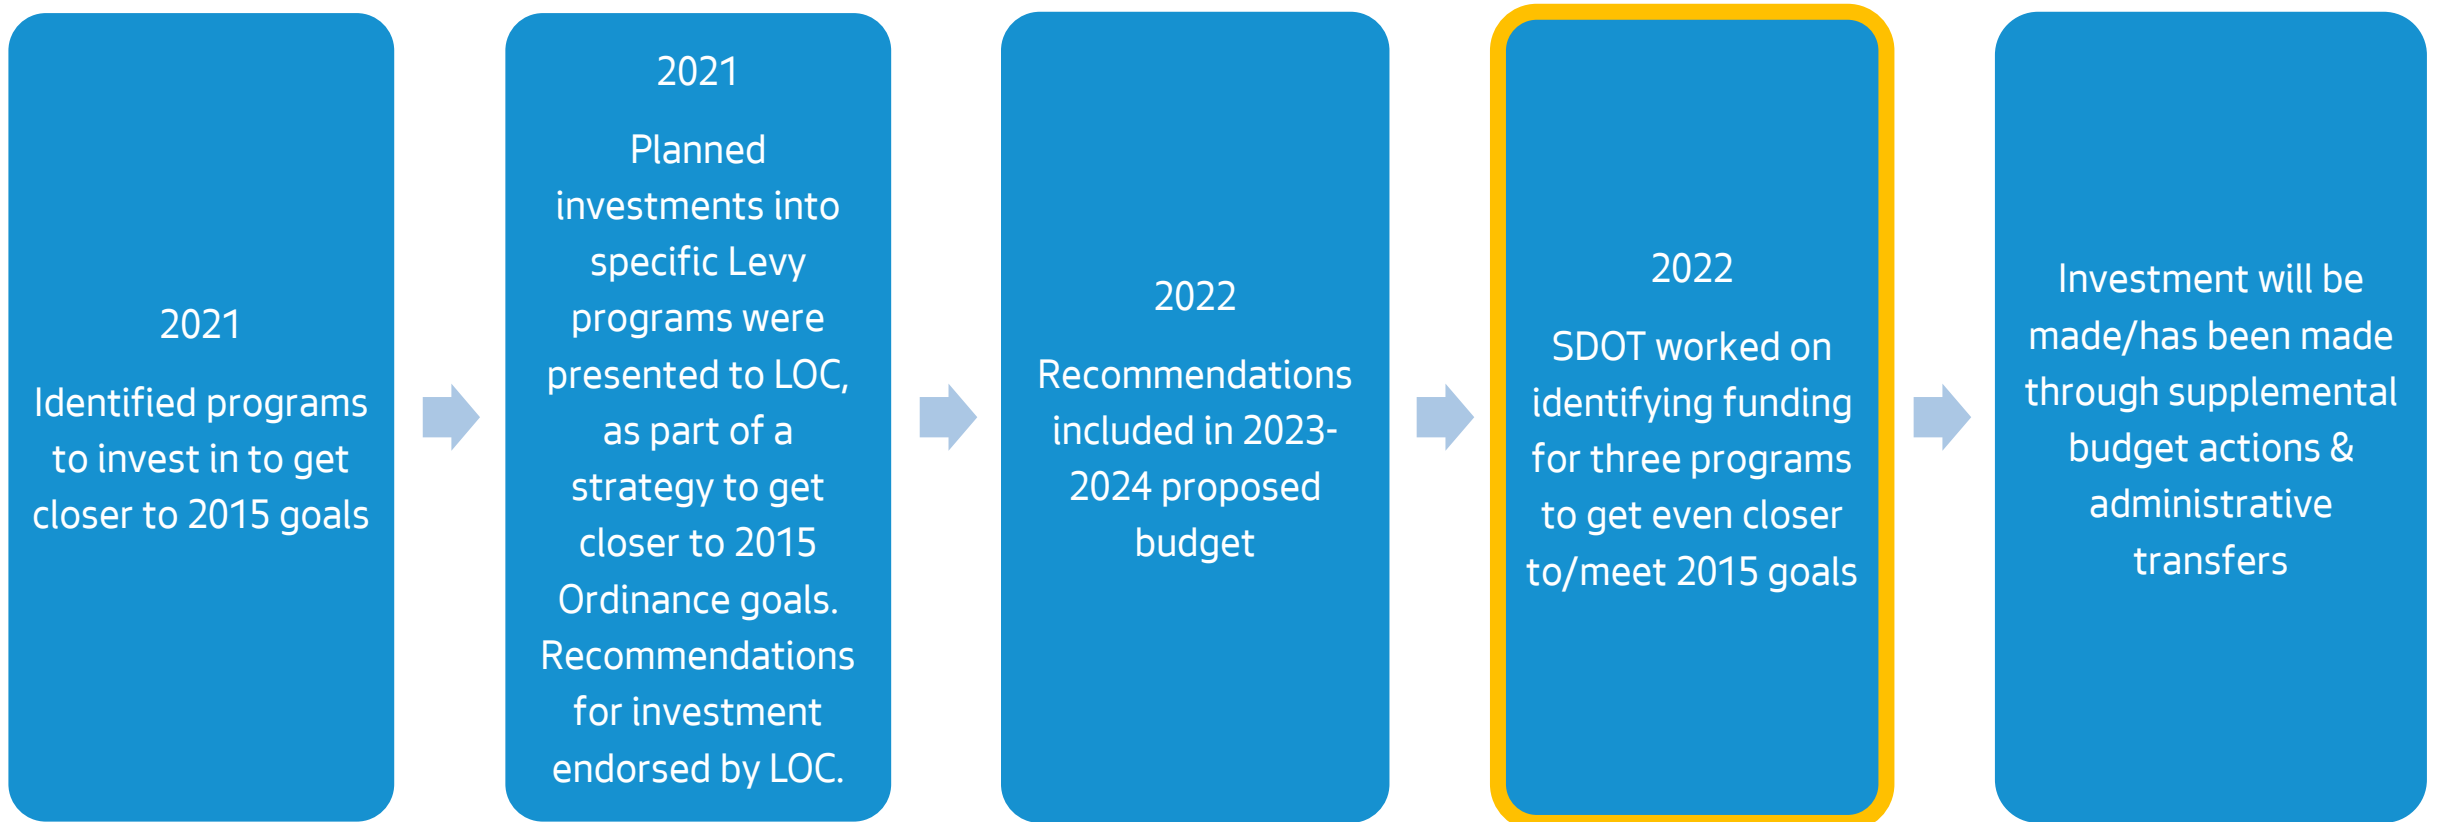 2021
Identified programs
to invest in to get
closer to 2015 goals
2021
Planned
investments into
specific Levy
programs were
presented to LOC,
as part of a
strategy to get
closer to 2015
Ordinance goals.
Recommendations
for investment
endorsed by LOC.
2022
Recommendations
included in 2023-
2024 proposed
budget
2022
SDOT worked on
identifying funding
for three programs
to get even closer
to/meet 2015 goals
Investment will be
made/has been made
through supplemental
budget actions &
administrative
transfers